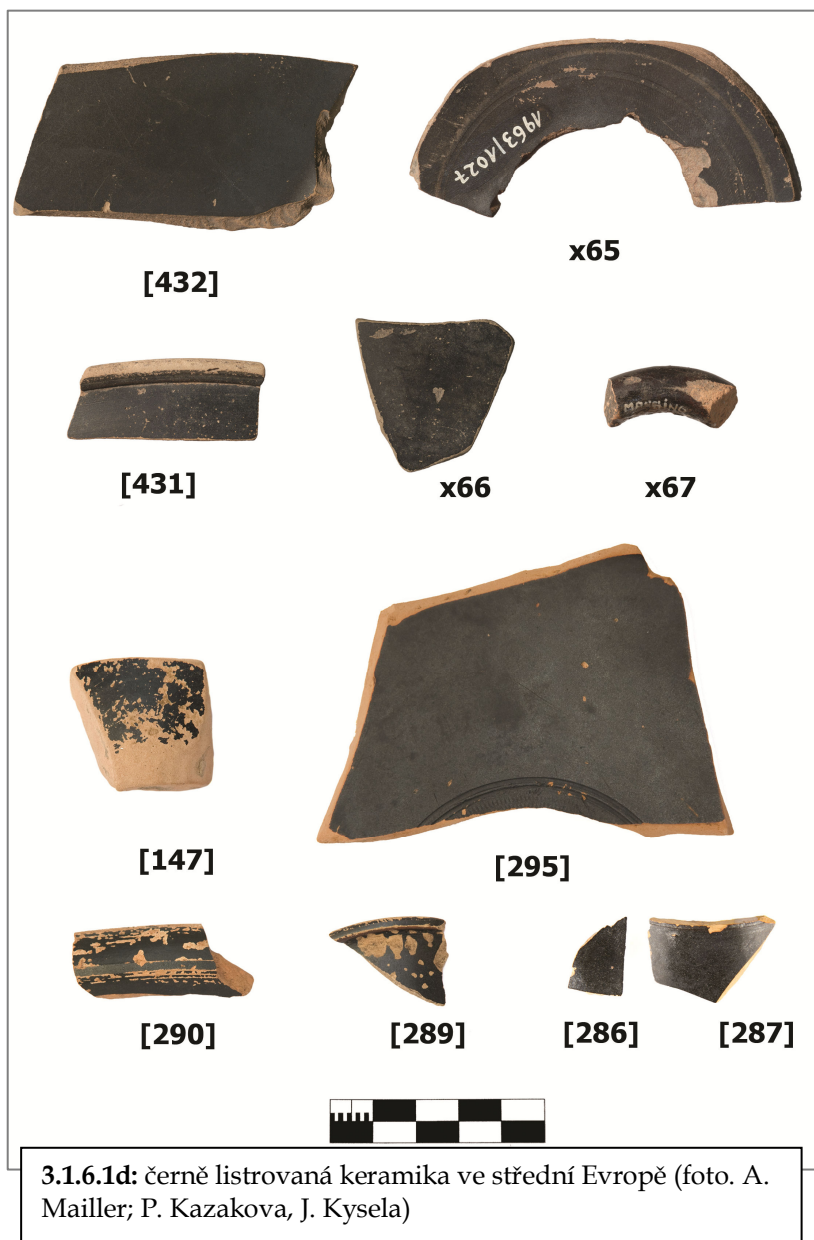 [432]
1963/1027
x65
[431]
x66
x67
[147]
[295]
[290]
[289]
[286]
[287]
3.1.6.1d: černě listrovaná keramika ve střední Evropě (foto. A.
Mailler; P. Kazakova, J. Kysela)